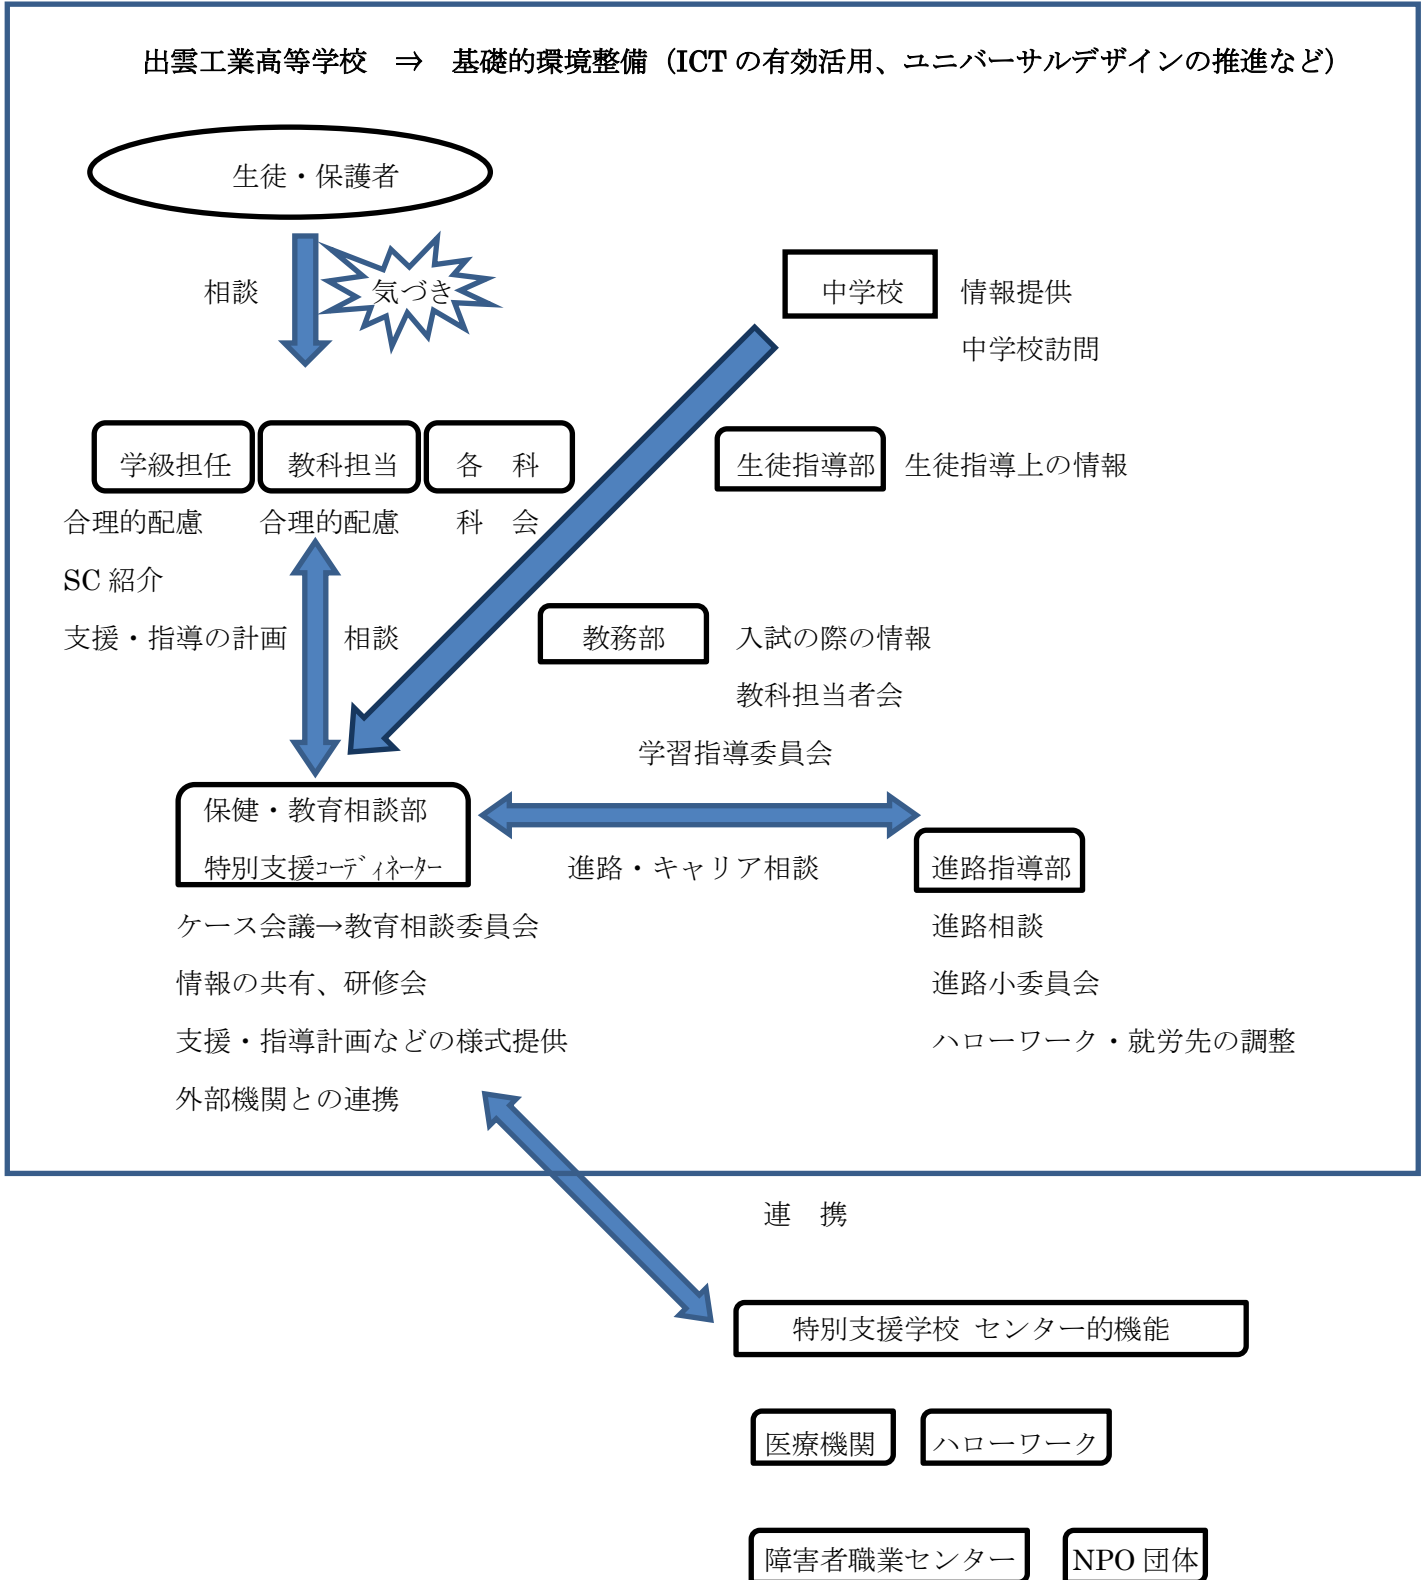 出雲工業高等学校　⇒　基礎的環境整備（ICT の有効活用、ユニバーサルデザインの推進など）
生徒・保護者
相談
気づき
中学校
情報提供
中学校訪問
学級担任
教科担当
各　科
生徒指導部
生徒指導上の情報
合理的配慮
合理的配慮
科　会
SC 紹介
支援・指導の計画
相談
教務部
入試の際の情報
教科担当者会
学習指導委員会
保健・教育相談部
特別支援ｺｰﾃﾞｨﾈｰﾀｰ
進路・キャリア相談
進路指導部
ケース会議→教育相談委員会
進路相談
情報の共有、研修会
進路小委員会
支援・指導計画などの様式提供
ハローワーク・就労先の調整
外部機関との連携
連　携
特別支援学校 センター的機能
医療機関
ハローワーク
障害者職業センター
NPO 団体